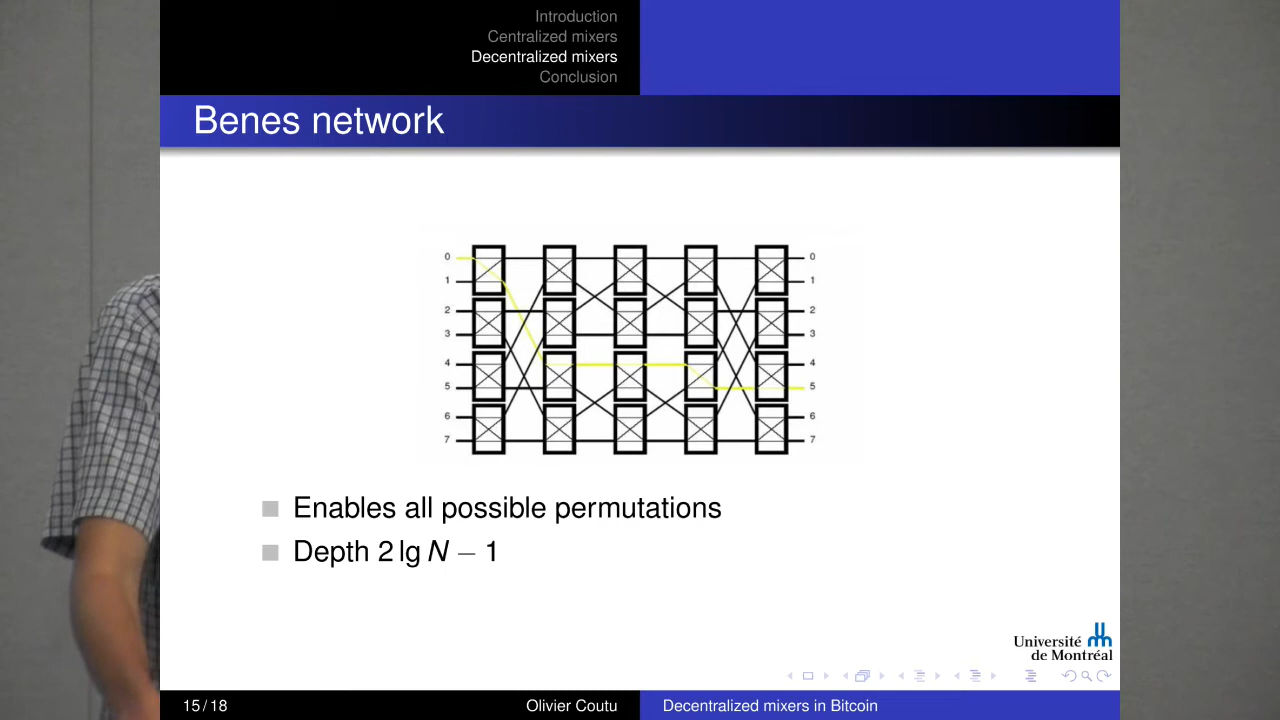 Introduction
Centralized mixers
Decentralized mixers
Conclusion
Benes network
0 0
1 1
2 2
3 3
4 4
5 5
6 6
7 7
Enables all possible permutations
Depth 2 lg N − 1
Université
de Montréal
15 / 18 Olivier Coutu Decentralized mixers in Bitcoin